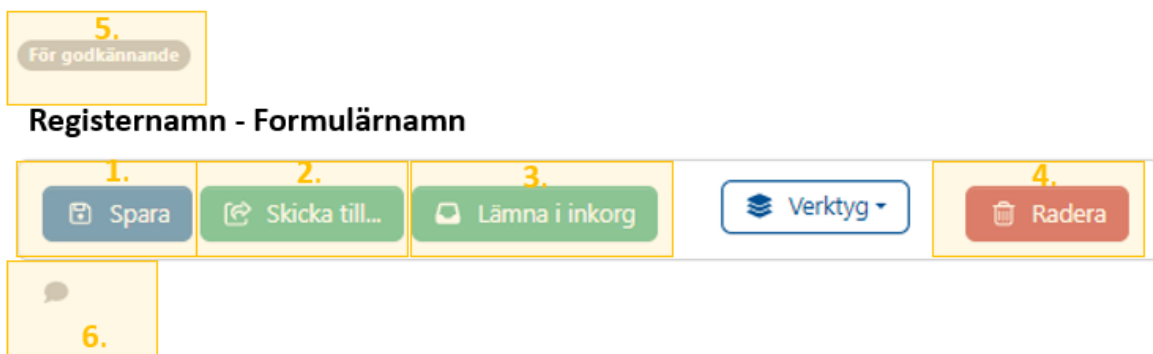 5.
För godkännande
Registernamn - Formulärnamn
1. 2. 3. 4.
Spara Skicka till... Lämna i inkorg Verktyg Radera
6.